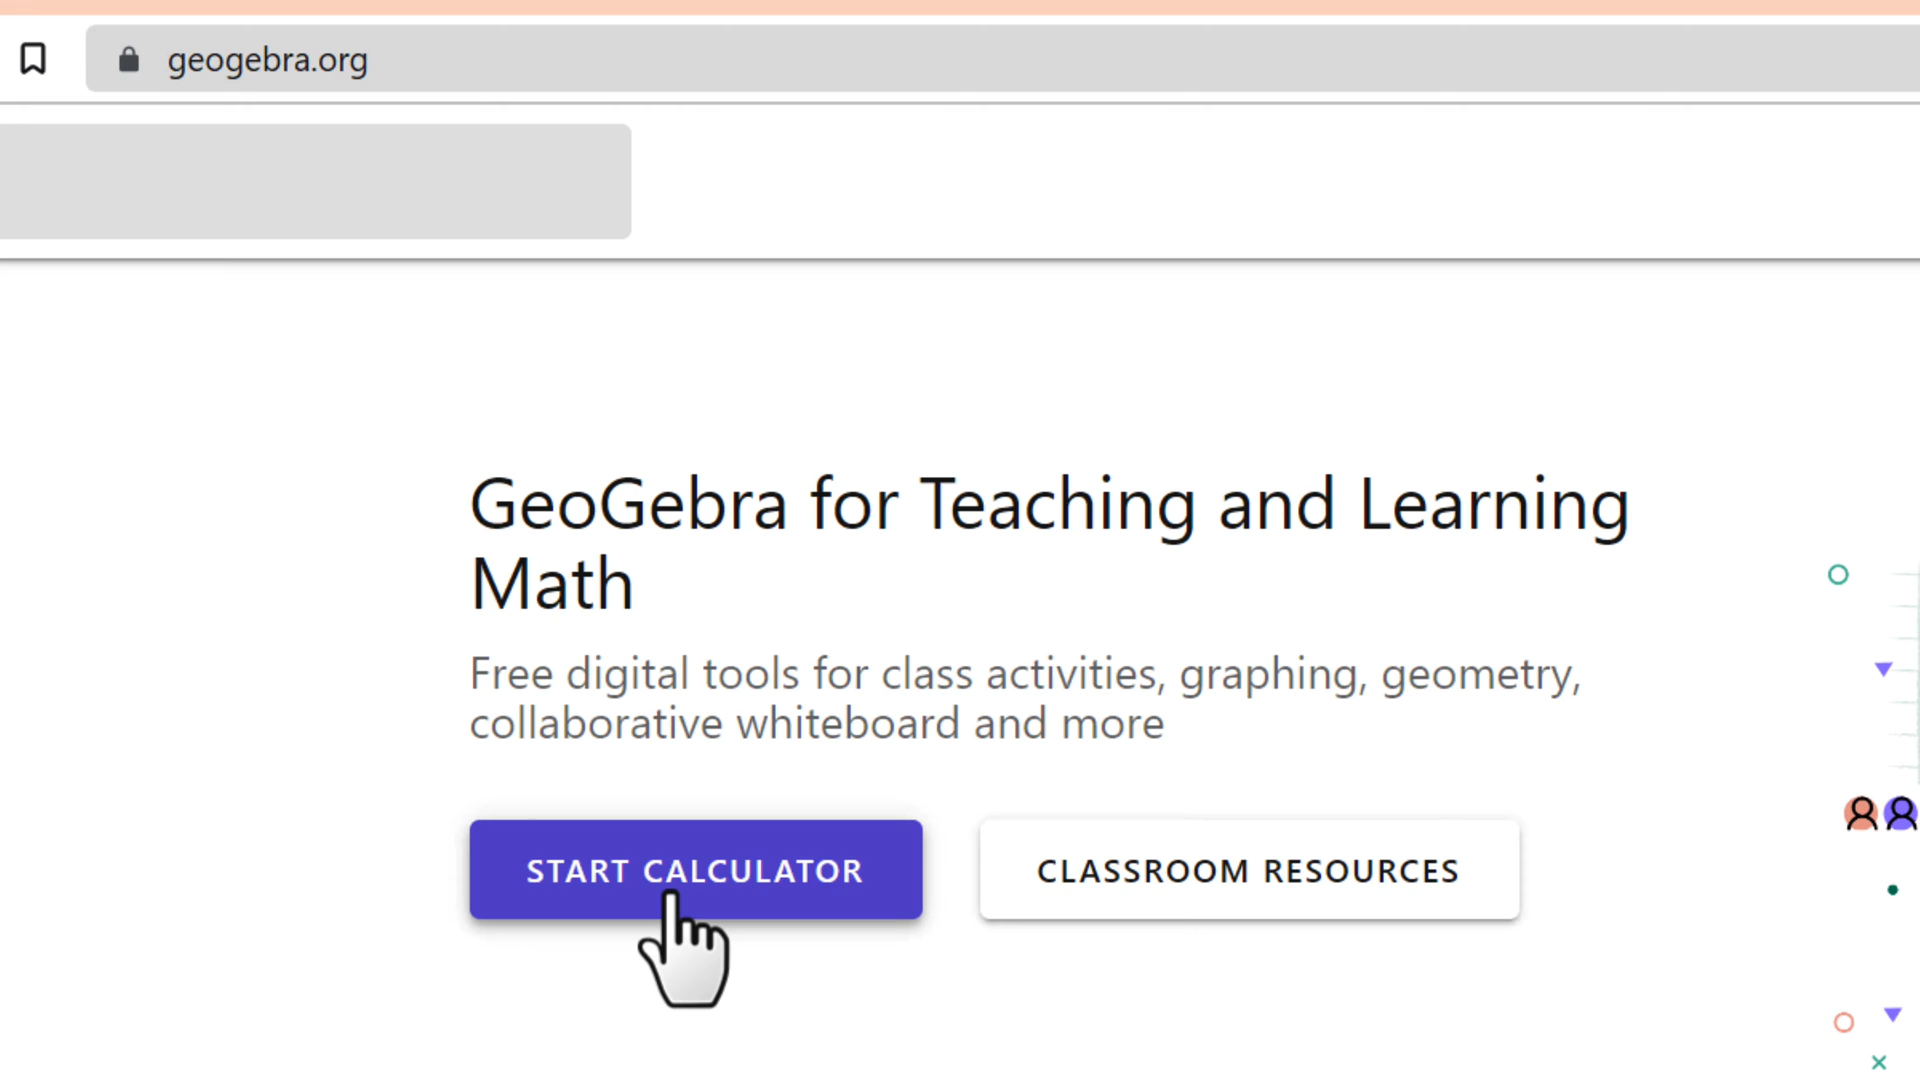 geogebra.org
GeoGebra for Teaching and Learning
Math
Free digital tools for class activities, graphing, geometry,
collaborative whiteboard and more
START CALCULATOR
CLASSROOM RESOURCES